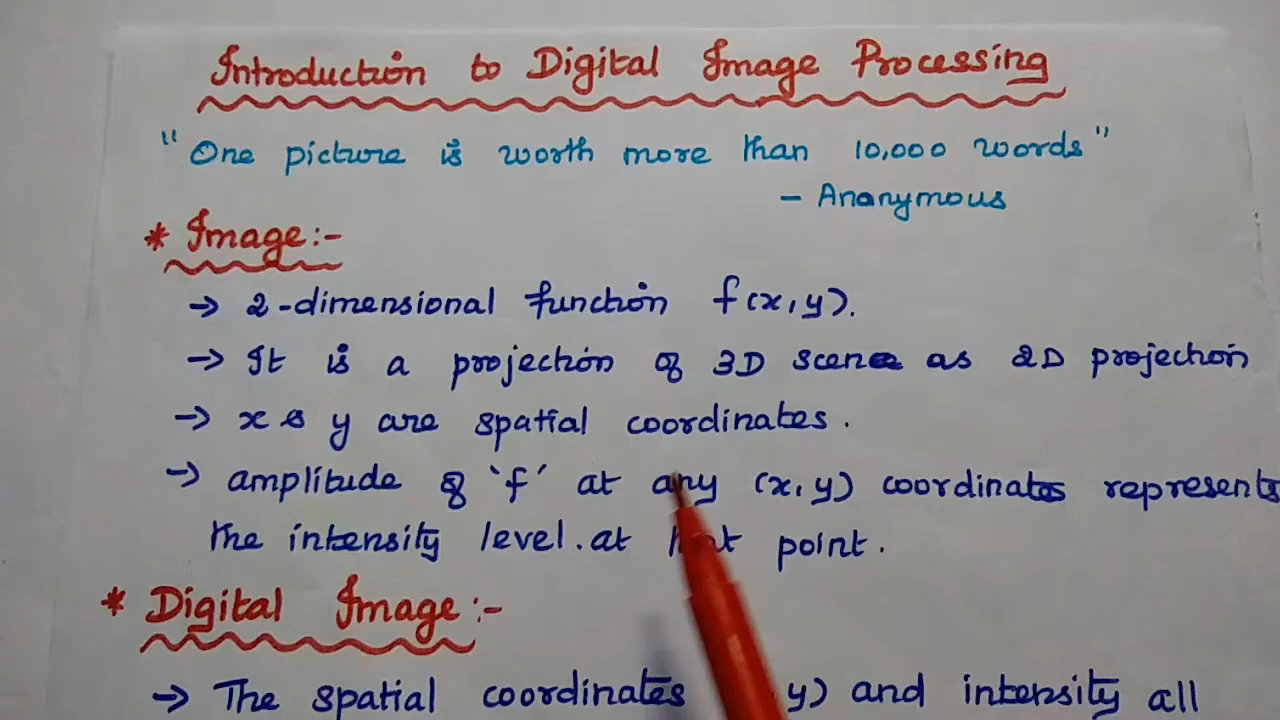 Introduction to Digital Image Processing
"One picture is worth more than 10,000 words"
- Anonymous
* Image:-
→ 2-dimensional function f(x,y).
→ It is a projection of 3D scene as 2D projection
→ x & y are spatial coordinates.
→ amplitude of 'f' at any (x,y) coordinates represents
the intensity level.at point.
* Digital Image:-
→ The spatial coordinates y) and intensity all